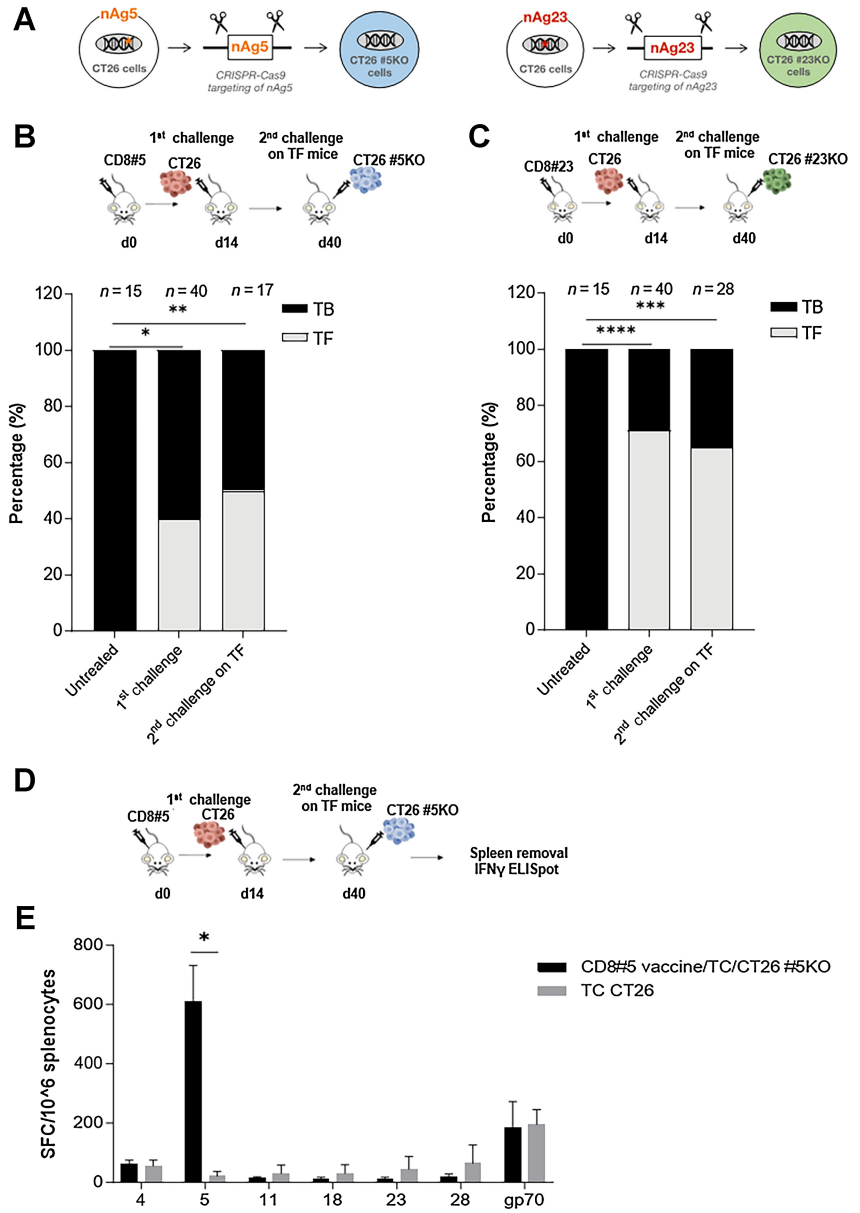 A
nAg5
CT26 cells
nAg5
CRISPR-Cas9
targeting of nAg5
CT26 #5KO
cells
nAg23
CT26 cells
nAg23
CRISPR-Cas9
targeting of nAg23
CT26 #23KO
cells
B
1st challenge
CD8#5
CT26
2nd challenge
on TF mice
CT26 #5KO
d0
d14
d40
n = 15
n = 40
n = 17
**
*
TB
TF
Percentage (%)
120
100
80
60
40
20
0
Untreated
1st challenge
2nd challenge on TF
C
1st challenge
CD8#23
CT26
2nd challenge
on TF mice
CT26 #23KO
d0
d14
d40
n = 15
n = 40
n = 28
***
****
TB
TF
Percentage (%)
120
100
80
60
40
20
0
Untreated
1st challenge
2nd challenge on TF
D
1st challenge
CD8#5
CT26
2nd challenge
on TF mice
CT26 #5KO
d0
d14
d40
Spleen removal
IFNγ ELISpot
E
SFC/10^6 splenocytes
800
600
400
200
0
*
CD8#5 vaccine/TC/CT26 #5KO
TC CT26
4
5
11
18
23
28
gp70